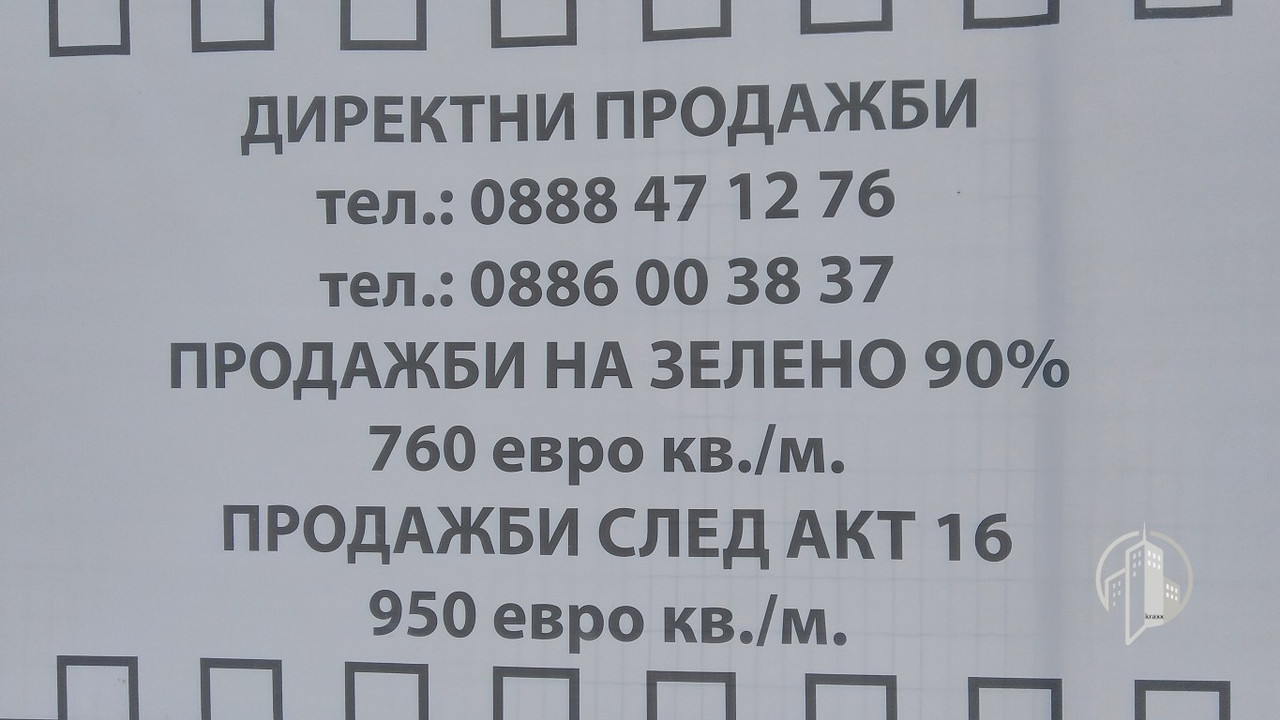 ДИРЕКТНИ ПРОДАЖБИ
тел.: 0888 47 12 76
тел.: 0886 00 38 37
ПРОДАЖБИ НА ЗЕЛЕНО 90%
760 евро кв./м.
ПРОДАЖБИ СЛЕД АКТ 16
950 евро кв./м.
kraxx